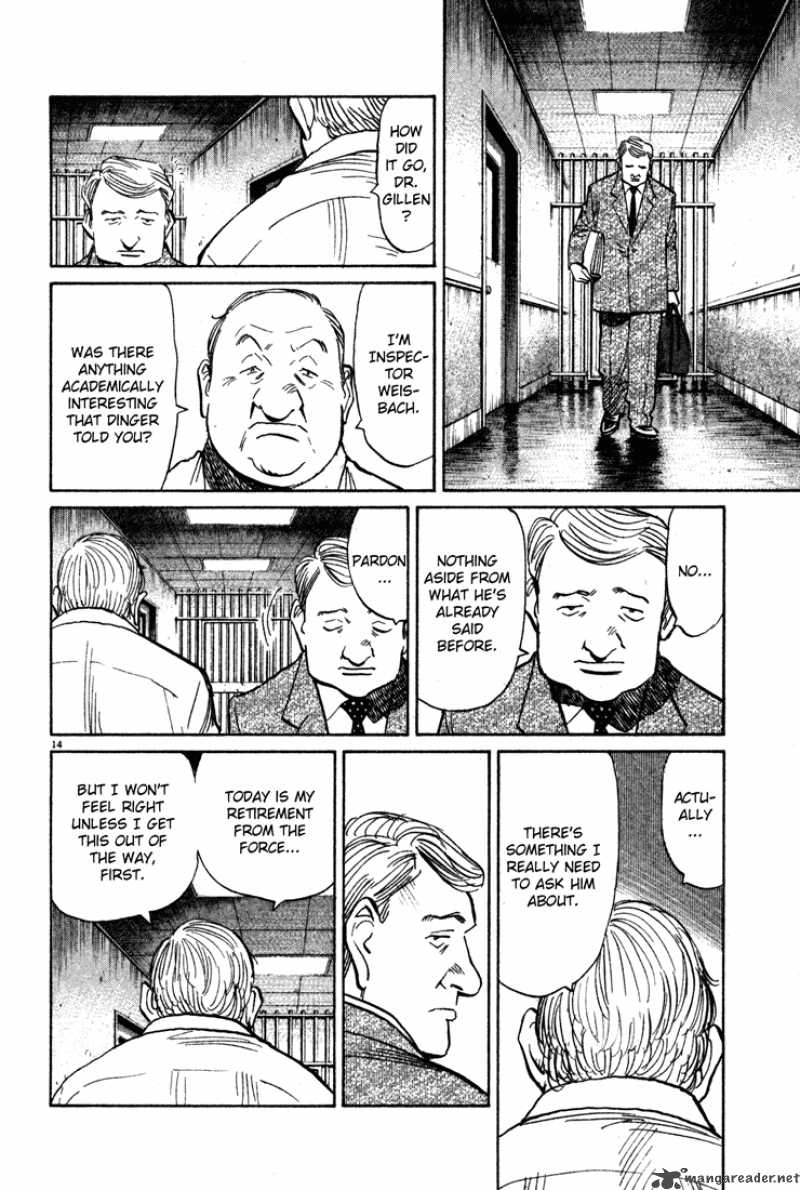 HOW
DID
IT GO,
DR.
GILLEN
?
I'M
INSPEC-
TOR
WEIS-
BACH.
WAS THERE
ANYTHING
ACADEMICALLY
INTERESTING
THAT DINGER
TOLD YOU?
NO...
NOTHING
ASIDE FROM
WHAT HE'S
ALREADY
SAID
BEFORE.
PARDON
...
14
ACTU-
ALLY
...
THERE'S
SOMETHING I
REALLY NEED
TO ASK HIM
ABOUT.
TODAY IS MY
RETIREMENT
FROM THE
FORCE...
BUT I WON'T
FEEL RIGHT
UNLESS I GET
THIS OUT OF
THE WAY,
FIRST.
mangareader.net